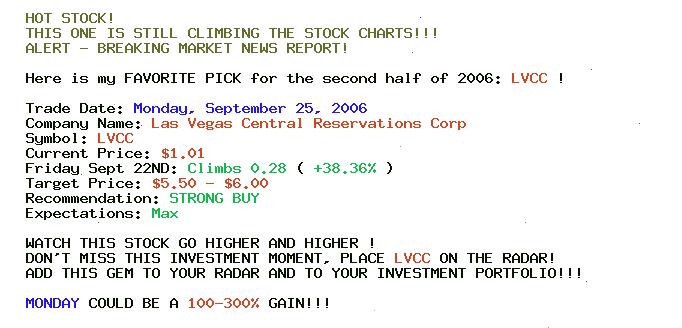 HOT STOCK!
THIS ONE IS STILL CLIMBING THE STOCK CHARTS!!!
ALERT - BREAKING MARKET NEWS REPORT!
Here is my FAVORITE PICK for the second half of 2006: LVCC !
Trade Date: Monday, September 25, 2006
Company Name: Las Vegas Central Reservations Corp
Symbol: LVCC
Current Price: $1.01
Friday Sept 22ND: Climbs 0.28 ( +38.36% )
Target Price: $5.50 - $6.00
Recommendation: STRONG BUY
Expectations: Max
WATCH THIS STOCK GO HIGHER AND HIGHER !
DON'T MISS THIS INVESTMENT MOMENT, PLACE LVCC ON THE RADAR!
ADD THIS GEM TO YOUR RADAR AND TO YOUR INVESTMENT PORTFOLIO!!!
MONDAY COULD BE A 100-300% GAIN!!!